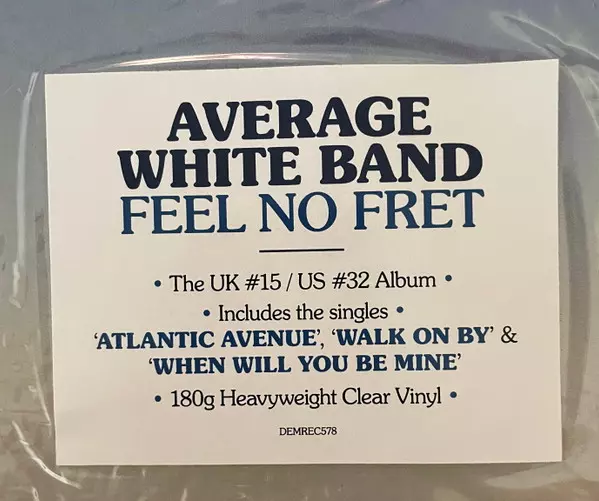 AVERAGE
WHITE BAND
FEEL NO FRET
• The UK #15 / US #32 Album •
• Includes the singles •
‘ATLANTIC AVENUE’, ‘WALK ON BY’ &
‘WHEN WILL YOU BE MINE’
• 180g Heavyweight Clear Vinyl •
DEMREC578